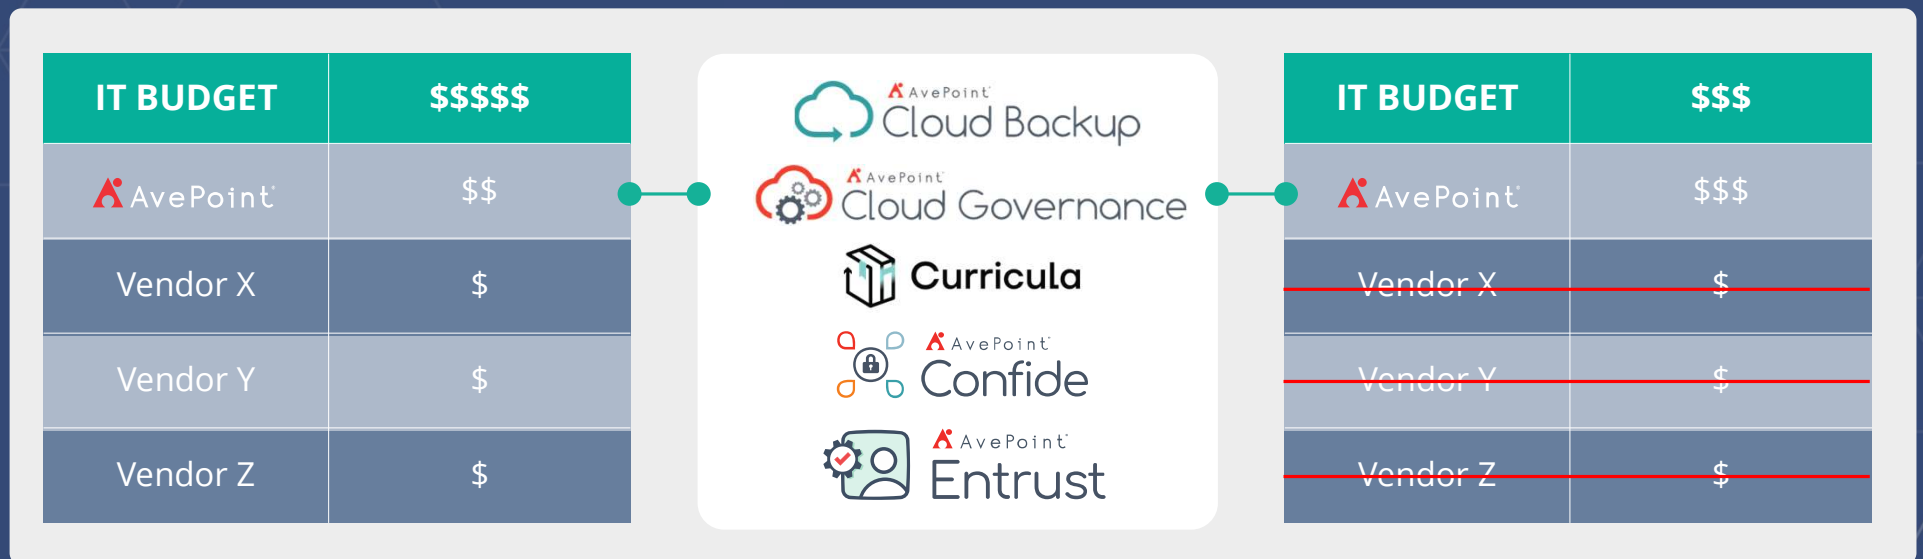 IT BUDGET $$$$$
AvePoint $$
Vendor X $
Vendor Y $
Vendor Z $
AvePoint
Cloud Backup
AvePoint
Cloud Governance
Curricula
AvePoint
Confide
AvePoint
Entrust
IT BUDGET $$$
AvePoint $$$
Vendor X $
Vendor Y $
Vendor Z $